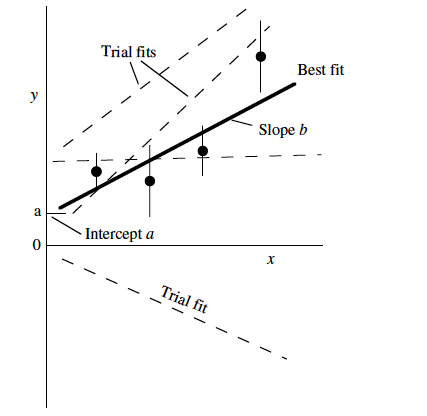 Trial fits
Best fit
y
Slope b
a
Intercept a
0
x
Trial fit